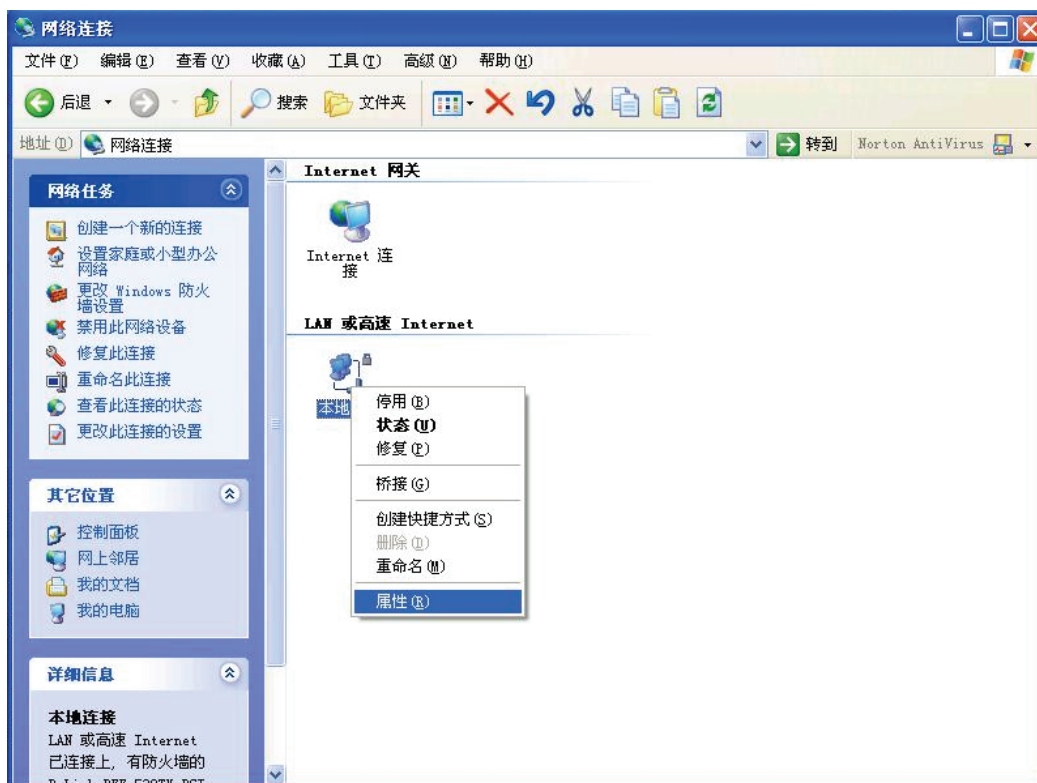 网络连接
文件(F) 编辑(E) 查看(V) 收藏(A) 工具(T) 高级(N) 帮助(H)
后退 搜索 文件夹
地址(D) 网络连接 转到 Norton AntiVirus
网络任务
创建一个新的连接
设置家庭或小型办公
网络
更改 Windows 防火
墙设置
禁用此网络设备
修复此连接
重命名此连接
查看此连接的状态
更改此连接的设置
其它位置
控制面板
网上邻居
我的文档
我的电脑
详细信息
本地连接
LAN 或高速 Internet
已连接上, 有防火墙的
Internet 网关
Internet 连
接
LAN 或高速 Internet
本地
停用(B)
状态(U)
修复(P)
桥接(G)
创建快捷方式(S)
删除(D)
重命名(M)
属性(R)